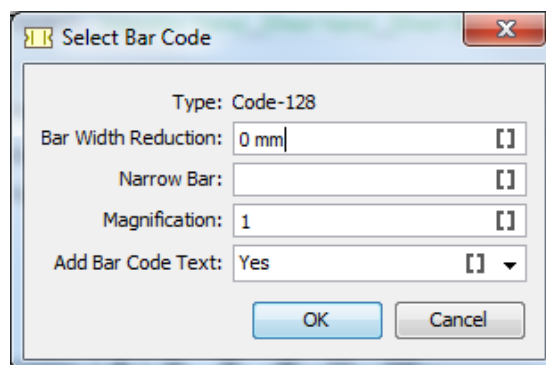 Select Bar Code
Type: Code-128
Bar Width Reduction: 0 mm
Narrow Bar:
Magnification: 1
Add Bar Code Text: Yes
OK Cancel